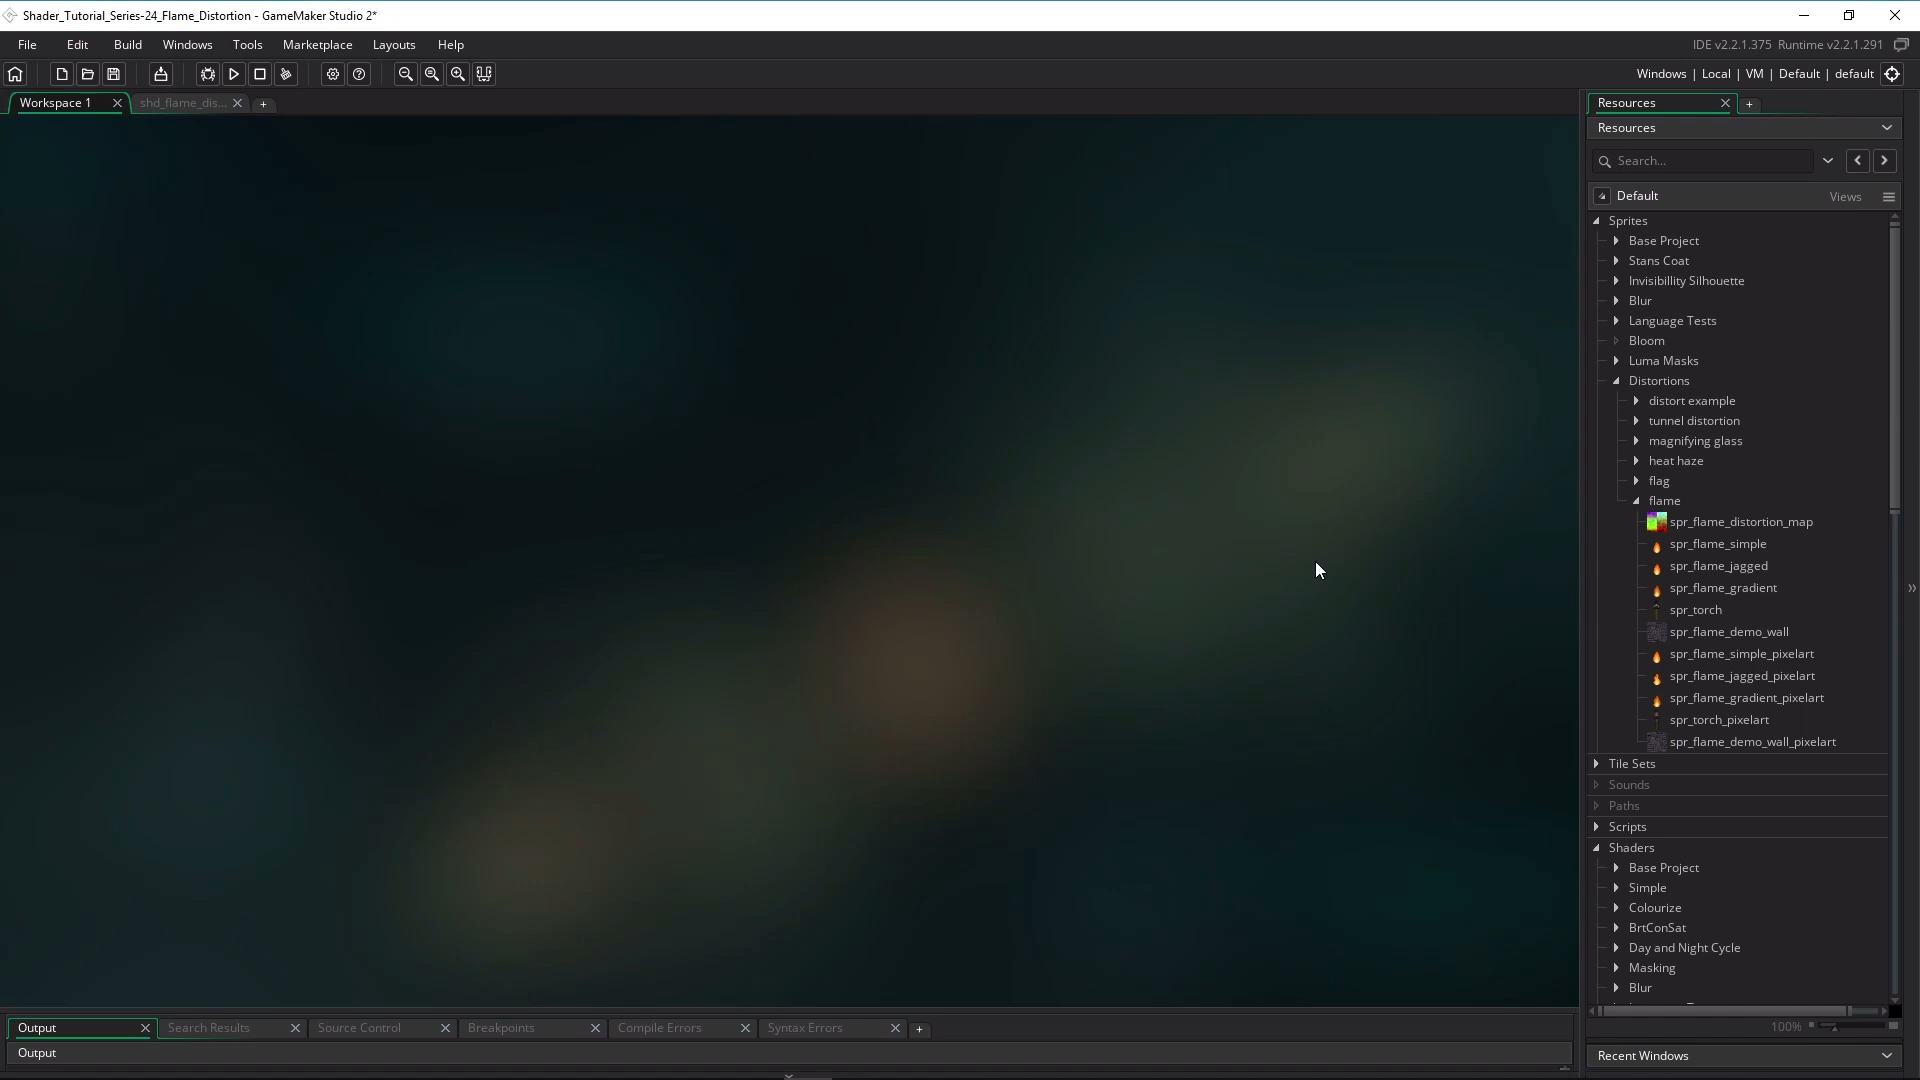 Shader_Tutorial_Series-24_Flame_Distortion - GameMaker Studio 2*
File Edit Build Windows Tools Marketplace Layouts Help
IDE v2.2.1.375 Runtime v2.2.1.291
Windows | Local | VM | Default | default
Workspace 1
shd_flame_dis...
Resources
Resources
Search...
Default
Views
Sprites
Base Project
Stans Coat
Invisibillity Silhouette
Blur
Language Tests
Bloom
Luma Masks
Distortions
distort example
tunnel distortion
magnifying glass
heat haze
flag
flame
spr_flame_distortion_map
spr_flame_simple
spr_flame_jagged
spr_flame_gradient
spr_torch
spr_flame_demo_wall
spr_flame_simple_pixelart
spr_flame_jagged_pixelart
spr_flame_gradient_pixelart
spr_torch_pixelart
spr_flame_demo_wall_pixelart
Tile Sets
Sounds
Paths
Scripts
Shaders
Base Project
Simple
Colourize
BrtConSat
Day and Night Cycle
Masking
Blur
100%
Recent Windows
Output
Search Results
Source Control
Breakpoints
Compile Errors
Syntax Errors
Output